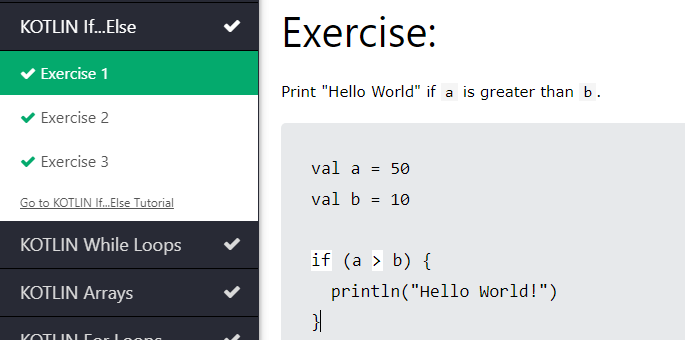 KOTLIN If...Else
Exercise 1
Exercise 2
Exercise 3
Go to KOTLIN If...Else Tutorial
KOTLIN While Loops
KOTLIN Arrays
KOTLIN For Loops
Exercise:
Print "Hello World" if a is greater than b.
val a = 50
val b = 10
if (a > b) {
println("Hello World!")
}